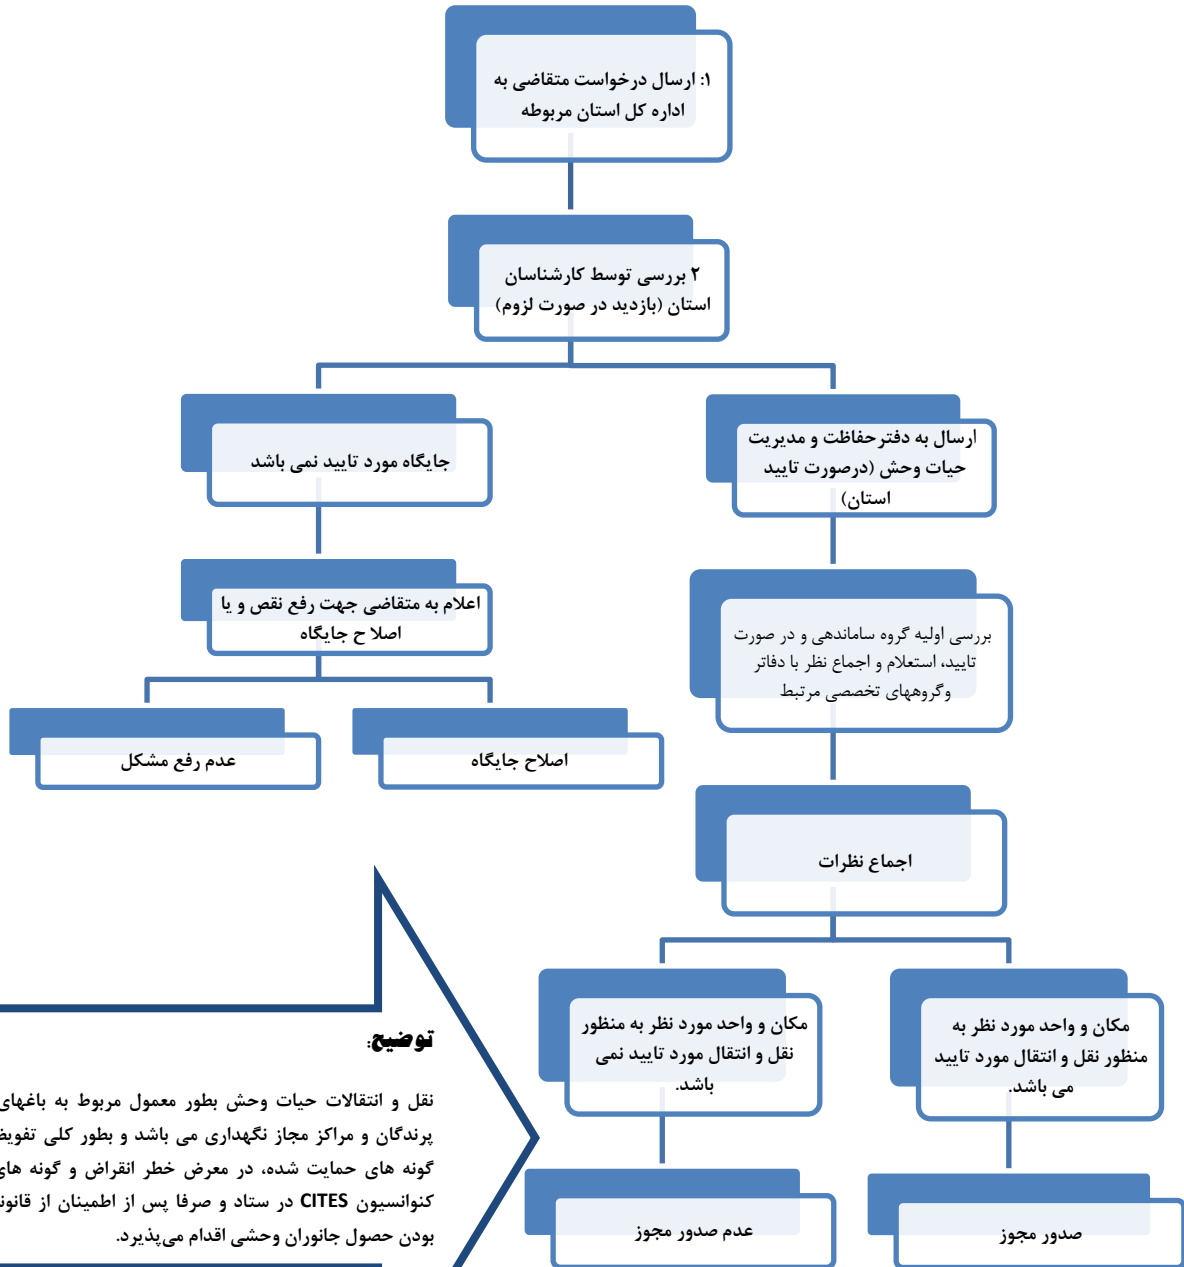 ۱: ارسال درخواست متقاضی به
اداره کل استان مربوطه
۲ بررسی توسط کارشناسان
استان (بازدید در صورت لزوم)
ارسال به دفترحفاظت و مدیریت
حیات وحش (درصورت تایید
استان)
جایگاه مورد تایید نمی باشد
بررسی اولیه گروه ساماندهی و در صورت
تایید، استعلام و اجماع نظر با دفاتر
وگروههای تخصصی مرتبط
اعلام به متقاضی جهت رفع نقص و یا
اصلا ح جایگاه
اصلاح جایگاه
عدم رفع مشکل
اجماع نظرات
مکان و واحد مورد نظر به
منظور نقل و انتقال مورد تایید
می باشد.
مکان و واحد مورد نظر به منظور
نقل و انتقال مورد تایید نمی
باشد.
صدور مجوز
عدم صدور مجوز
توضیح:
نقل و انتقالات حیات وحش بطور معمول مربوط به باغهای
پرندگان و مراکز مجاز نگهداری می باشد و بطور کلی
گونه های حمایت شده، در معرض خطر انقراض و گونه های
کنوانسیون CITES در ستاد و صرفا پس از اطمینان از
بودن حصول جانوران وحشی اقدام می‌پذیرد.